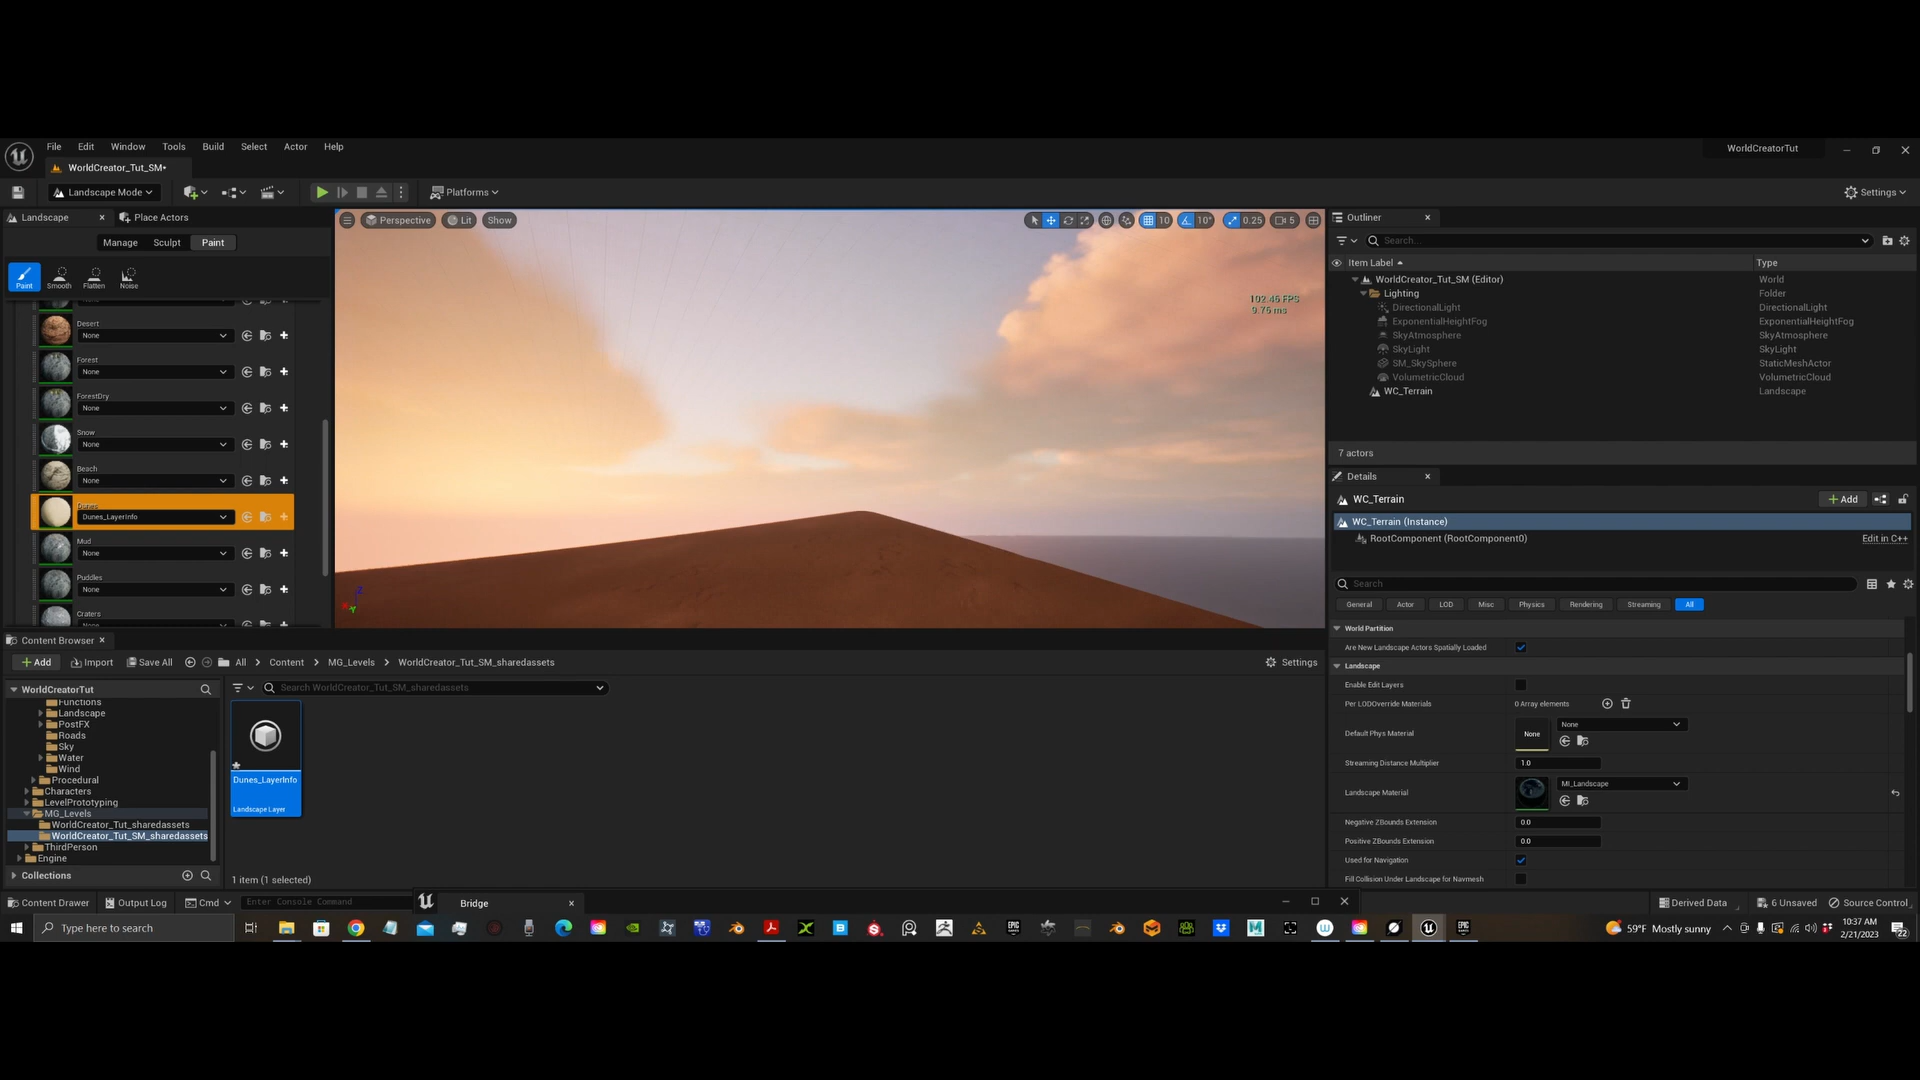 File Edit Window Tools Build Select Actor Help
WorldCreatorTut
WorldCreator_Tut_SM•
Landscape Mode
Platforms
Settings
Landscape
Place Actors
Manage Sculpt Paint
Paint Smooth Flatten Noise
Desert
None
Forest
None
ForestDry
None
Snow
None
Beach
None
Dunes
Dunes_LayerInfo
Mud
None
Puddles
None
Craters
Perspective Lit Show
10 10° 0.25 5
102.46 FPS
9.76 ms
Outliner
Search...
Item Label Type
WorldCreator_Tut_SM (Editor) World
Lighting Folder
DirectionalLight DirectionalLight
ExponentialHeightFog ExponentialHeightFog
SkyAtmosphere SkyAtmosphere
SkyLight SkyLight
SM_SkySphere StaticMeshActor
VolumetricCloud VolumetricCloud
WC_Terrain Landscape
7 actors
Details
WC_Terrain
Add
WC_Terrain (Instance)
RootComponent (RootComponent0) Edit in C++
Search
General Actor LOD Misc Physics Rendering Streaming All
World Partition
Are New Landscape Actors Spatially Loaded
Landscape
Enable Edit Layers
Per LODOverride Materials 0 Array elements
Default Phys Material None None
Streaming Distance Multiplier 1.0
Landscape Material MI_Landscape
Negative ZBounds Extension 0.0
Positive ZBounds Extension 0.0
Used for Navigation
Fill Collision Under Landscape for Navmesh
Content Browser
Add Import Save All All Content MG_Levels WorldCreator_Tut_SM_sharedassets Settings
WorldCreatorTut
Functions
Landscape
PostFX
Roads
Sky
Water
Wind
Procedural
Characters
LevelPrototyping
MG_Levels
WorldCreator_Tut_sharedassets
WorldCreator_Tut_SM_sharedassets
ThirdPerson
Engine
Collections
Search WorldCreator_Tut_SM_sharedassets
Dunes_LayerInfo
Landscape Layer
1 item (1 selected)
Content Drawer Output Log Cmd Enter Console Command
Bridge
Derived Data 6 Unsaved Source Control
Type here to search
59°F Mostly sunny
10:37 AM
2/21/2023
22